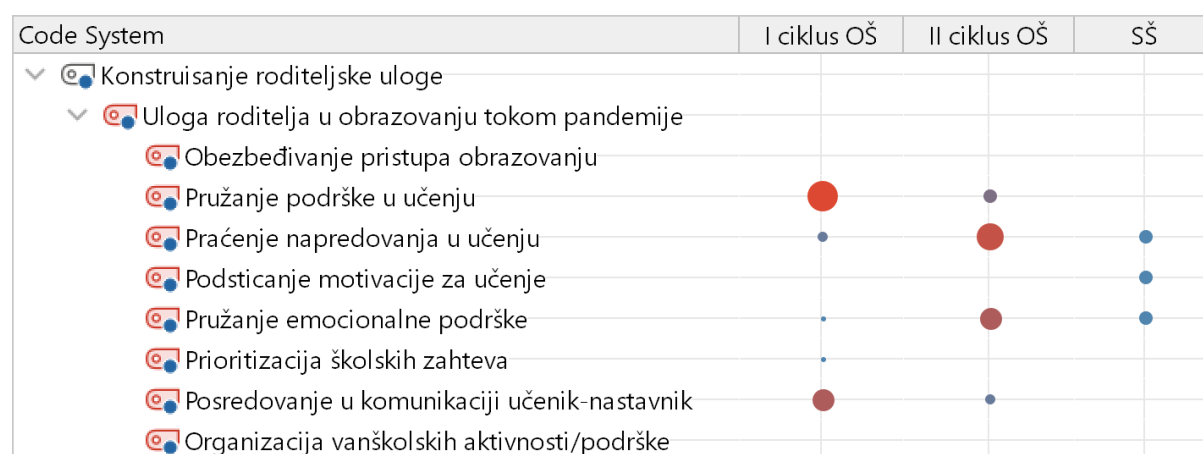 Code System I ciklus OŠ II ciklus OŠ SŠ
Konstruisanje roditeljske uloge
Uloga roditelja u obrazovanju tokom pandemije
Obezbeđivanje pristupa obrazovanju
Pružanje podrške u učenju
Praćenje napredovanja u učenju
Podsticanje motivacije za učenje
Pružanje emocionalne podrške
Prioritizacija školskih zahteva
Posredovanje u komunikaciji učenik-nastavnik
Organizacija vanškolskih aktivnosti/podrške